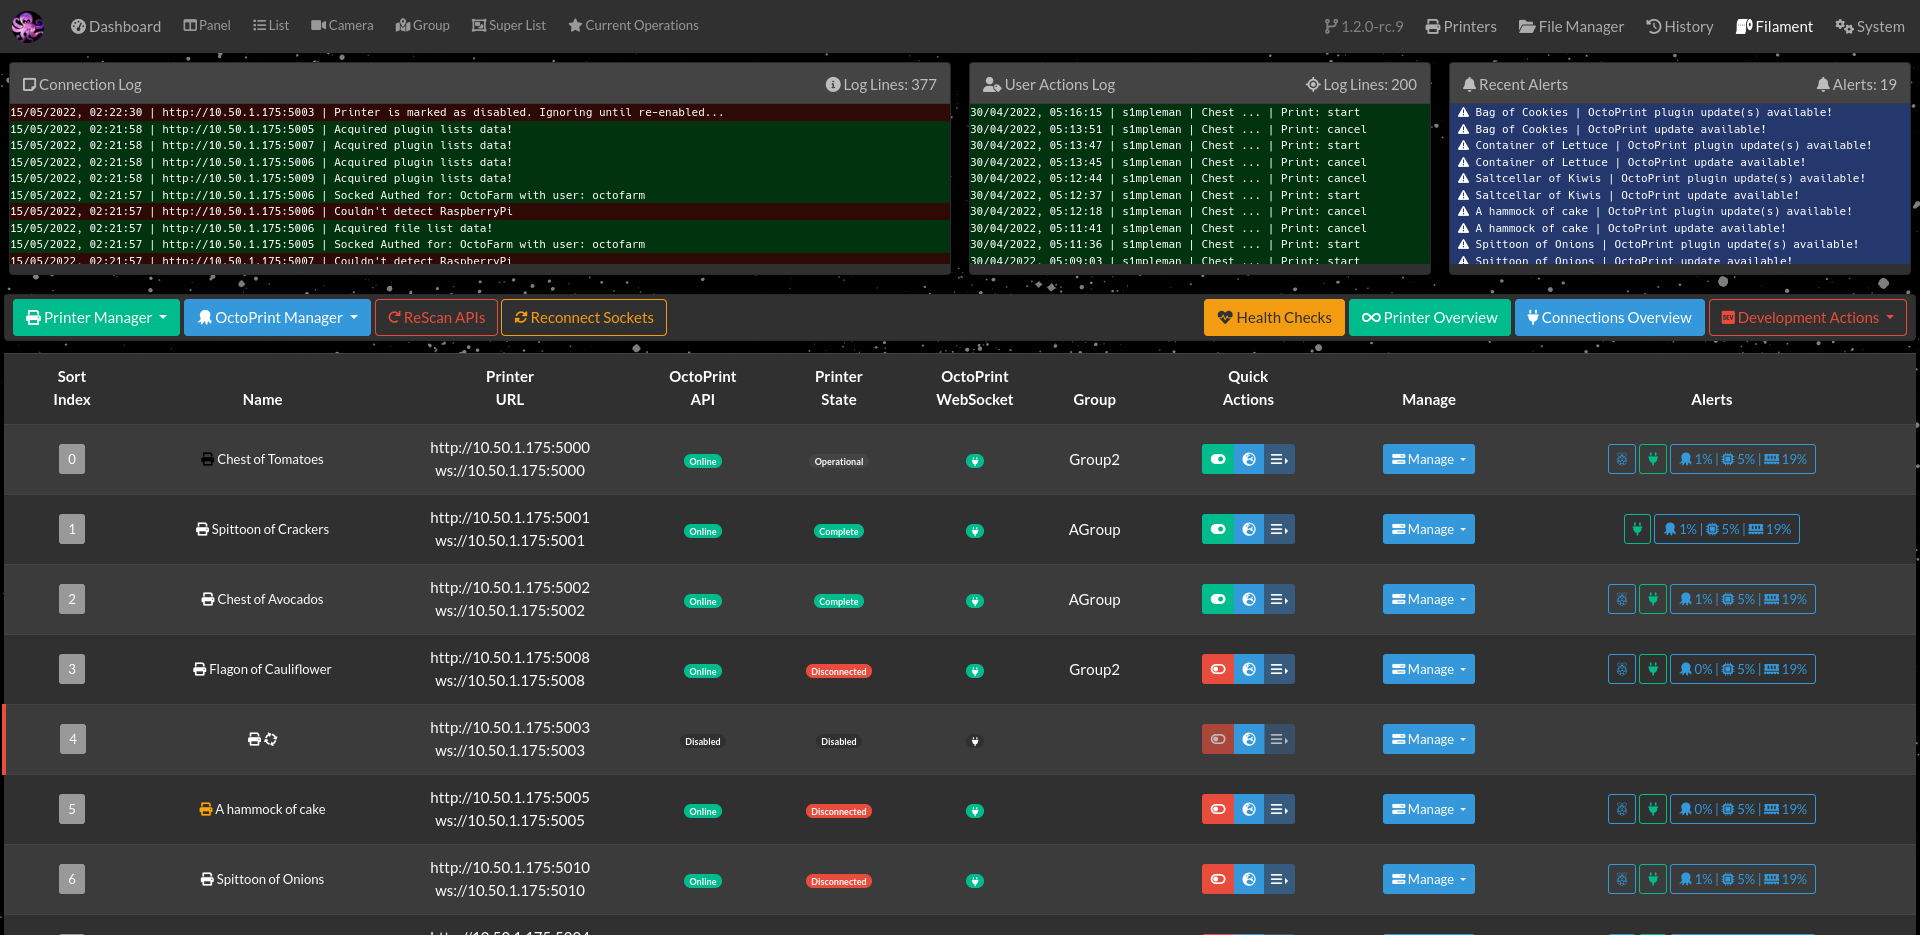 Dashboard Panel List Camera Group Super List Current Operations 1.2.0-rc.9 Printers File Manager History Filament System
Connection Log Log Lines: 377
15/05/2022, 02:22:30 | http://10.50.1.175:5003 | Printer is marked as disabled. Ignoring until re-enabled...
15/05/2022, 02:21:58 | http://10.50.1.175:5005 | Acquired plugin lists data!
15/05/2022, 02:21:58 | http://10.50.1.175:5007 | Acquired plugin lists data!
15/05/2022, 02:21:58 | http://10.50.1.175:5006 | Acquired plugin lists data!
15/05/2022, 02:21:58 | http://10.50.1.175:5009 | Acquired plugin lists data!
15/05/2022, 02:21:57 | http://10.50.1.175:5006 | Socked Authed for: OctoFarm with user: octofarm
15/05/2022, 02:21:57 | http://10.50.1.175:5006 | Couldn't detect RaspberryPi
15/05/2022, 02:21:57 | http://10.50.1.175:5006 | Acquired file list data!
15/05/2022, 02:21:57 | http://10.50.1.175:5005 | Socked Authed for: OctoFarm with user: octofarm
15/05/2022, 02:21:57 | http://10.50.1.175:5007 | Couldn't detect RaspberryPi
User Actions Log Log Lines: 200
30/04/2022, 05:16:15 | s1mpleman | Chest ... | Print: start
30/04/2022, 05:13:51 | s1mpleman | Chest ... | Print: cancel
30/04/2022, 05:13:47 | s1mpleman | Chest ... | Print: start
30/04/2022, 05:13:45 | s1mpleman | Chest ... | Print: cancel
30/04/2022, 05:12:44 | s1mpleman | Chest ... | Print: cancel
30/04/2022, 05:12:37 | s1mpleman | Chest ... | Print: start
30/04/2022, 05:12:18 | s1mpleman | Chest ... | Print: cancel
30/04/2022, 05:11:41 | s1mpleman | Chest ... | Print: cancel
30/04/2022, 05:11:36 | s1mpleman | Chest ... | Print: start
30/04/2022, 05:09:03 | s1mpleman | Chest ... | Print: start
Recent Alerts Alerts: 19
Bag of Cookies | OctoPrint plugin update(s) available!
Bag of Cookies | OctoPrint update available!
Container of Lettuce | OctoPrint plugin update(s) available!
Container of Lettuce | OctoPrint update available!
Saltcellar of Kiwis | OctoPrint plugin update(s) available!
Saltcellar of Kiwis | OctoPrint update available!
A hammock of cake | OctoPrint plugin update(s) available!
A hammock of cake | OctoPrint update available!
Spittoon of Onions | OctoPrint plugin update(s) available!
Spittoon of Onions | OctoPrint update available!
Printer Manager OctoPrint Manager ReScan APIs Reconnect Sockets Health Checks Printer Overview Connections Overview DEV Development Actions
Sort Printer OctoPrint Printer OctoPrint Quick
Index Name URL API State WebSocket Group Actions Manage Alerts
http://10.50.1.175:5000
0 Chest of Tomatoes Online Operational Group2 Manage 1% | 5% | 19%
ws://10.50.1.175:5000
http://10.50.1.175:5001
1 Spittoon of Crackers Online Complete AGroup Manage 1% | 5% | 19%
ws://10.50.1.175:5001
http://10.50.1.175:5002
2 Chest of Avocados Online Complete AGroup Manage 1% | 5% | 19%
ws://10.50.1.175:5002
http://10.50.1.175:5008
3 Flagon of Cauliflower Online Disconnected Group2 Manage 0% | 5% | 19%
ws://10.50.1.175:5008
http://10.50.1.175:5003
4 Disabled Disabled Manage
ws://10.50.1.175:5003
http://10.50.1.175:5005
5 A hammock of cake Online Disconnected Manage 0% | 5% | 19%
ws://10.50.1.175:5005
http://10.50.1.175:5010
6 Spittoon of Onions Online Disconnected Manage 1% | 5% | 19%
ws://10.50.1.175:5010